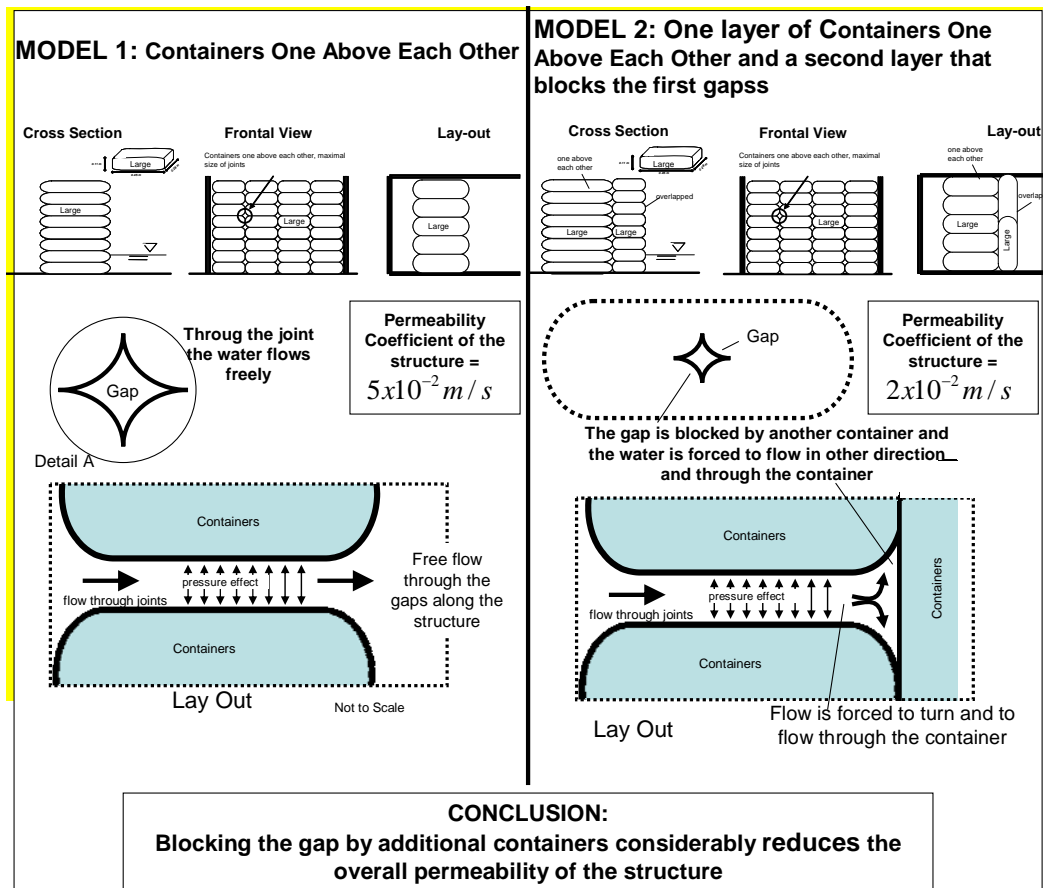 MODEL 1: Containers One Above Each Other
Cross Section
Frontal View
Lay-out
Large
Containers one above each other, maximal
size of joints
Large
Large
Large
Gap
Throug the joint
the water flows
freely
Permeability
Coefficient of the
structure =
5x10⁻² m / s
Detail A
Containers
pressure effect
flow through joints
Free flow
through the
gaps along the
structure
Containers
Lay Out
Not to Scale
MODEL 2: One layer of Containers One
Above Each Other and a second layer that
blocks the first gapss
Cross Section
Frontal View
Lay-out
one above
each other
Large
overlapped
Large
Large
Containers one above each other, maximal
size of joints
Large
one above
each other
overlap
Large
Large
Gap
Permeability
Coefficient of the
structure =
2x10⁻² m / s
The gap is blocked by another container and
the water is forced to flow in other direction
and through the container
Containers
pressure effect
flow through joints
Containers
Containers
Lay Out
Flow is forced to turn and to
flow through the container
CONCLUSION:
Blocking the gap by additional containers considerably reduces the
overall permeability of the structure